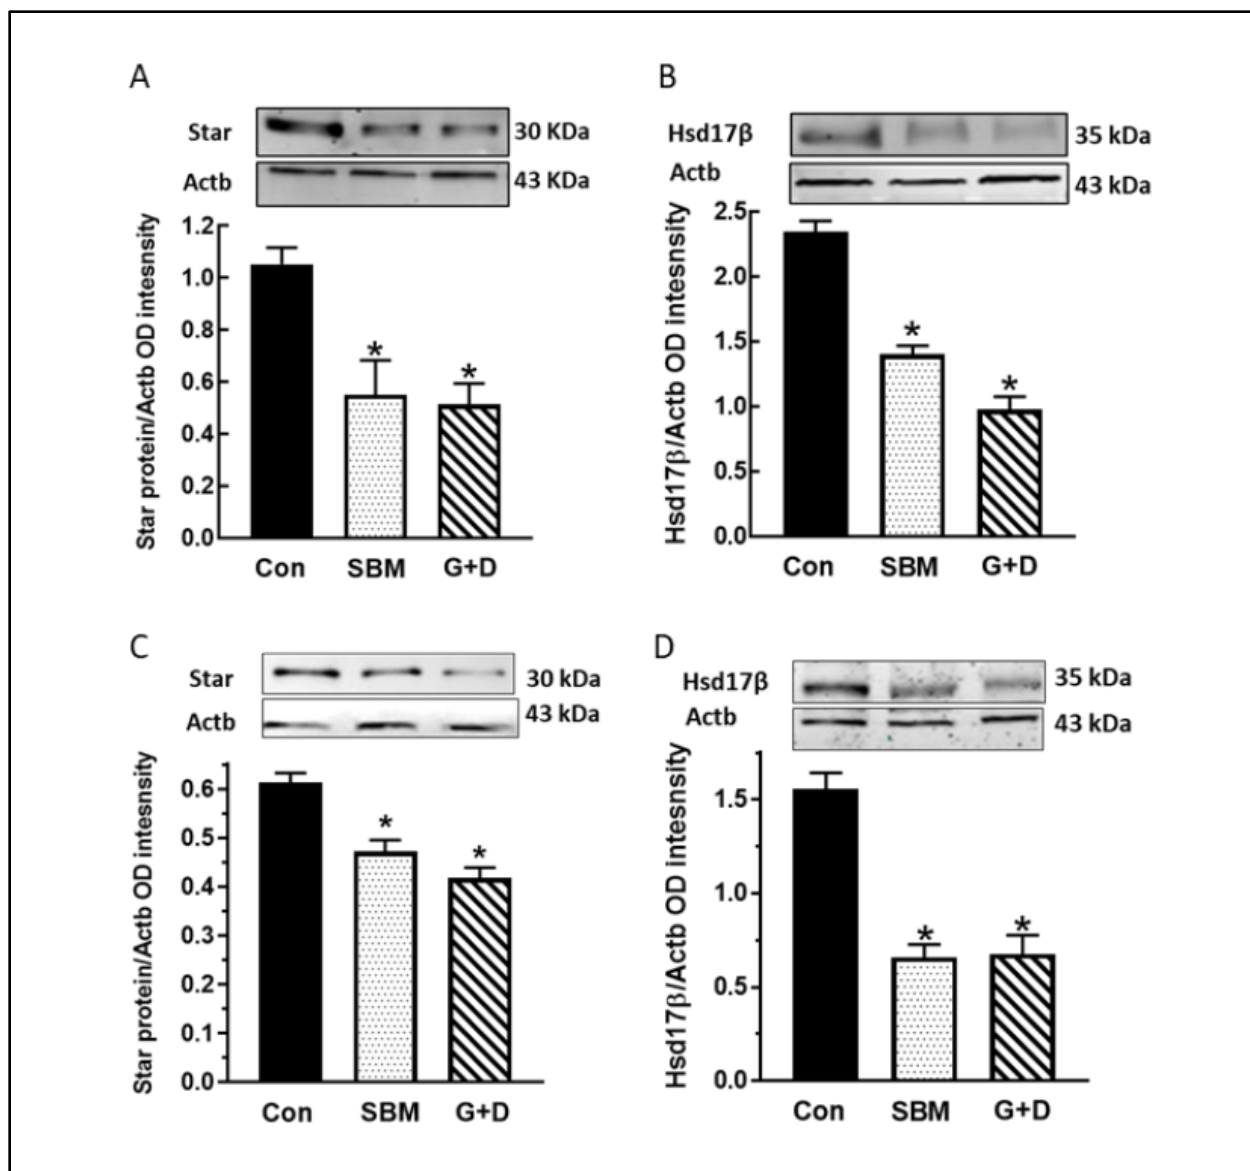 A
Star
30 KDa
Actb
43 KDa
Star protein/Actb OD intesnsity
1.2
1.0
0.8
0.6
0.4
0.2
0.0
*
*
Con SBM G+D
B
Hsd17β
35 kDa
Actb
43 kDa
Hsd17β/Actb OD intesnsity
2.5
2.0
1.5
1.0
0.5
0.0
*
*
Con SBM G+D
C
Star
30 kDa
Actb
43 kDa
Star protein/Actb OD intesnsity
0.6
0.5
0.4
0.3
0.2
0.1
0.0
*
*
Con SBM G+D
D
Hsd17β
35 kDa
Actb
43 kDa
Hsd17β/Actb OD intesnsity
1.5
1.0
0.5
0.0
*
*
Con SBM G+D